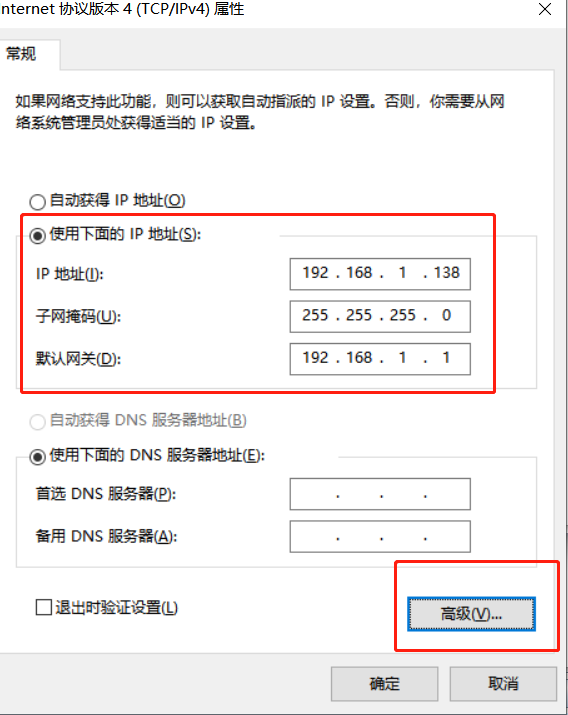 nternet 协议版本 4 (TCP/IPv4) 属性
常规
如果网络支持此功能，则可以获取自动指派的 IP 设置。否则，你需要从网
络系统管理员处获得适当的 IP 设置。
自动获得 IP 地址(O)
使用下面的 IP 地址(S):
IP 地址(I): 192 . 168 . 1 . 138
子网掩码(U): 255 . 255 . 255 . 0
默认网关(D): 192 . 168 . 1 . 1
自动获得 DNS 服务器地址(B)
使用下面的 DNS 服务器地址(E):
首选 DNS 服务器(P): . . .
备用 DNS 服务器(A): . . .
退出时验证设置(L)
高级(V)...
确定 取消